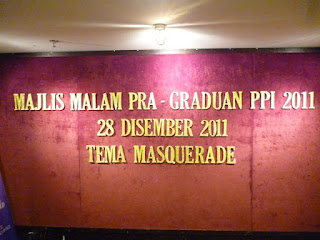 MAJLIS MALAM PRA - GRADUAN PPI 2011
28 DISEMBER 2011
TEMA MASQUERADE